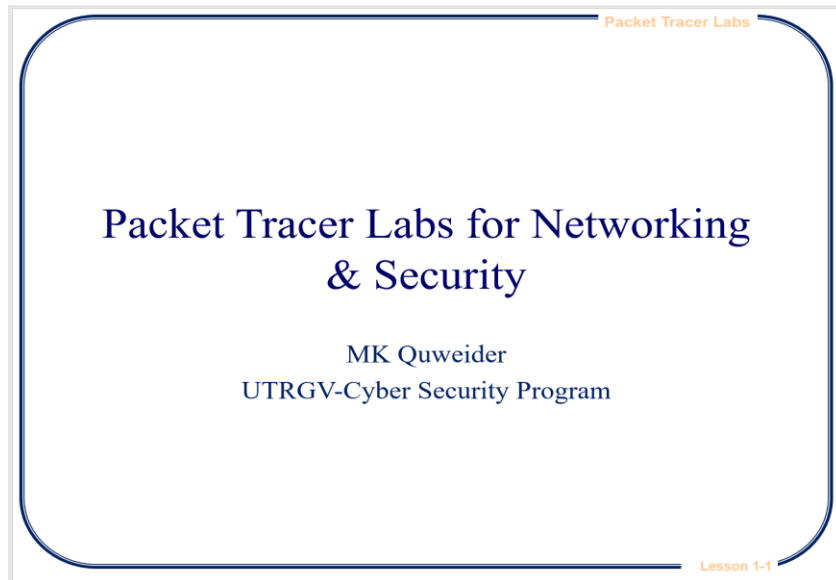 Packet Tracer Labs
Packet Tracer Labs for Networking
& Security
MK Quweider
UTRGV-Cyber Security Program
Lesson 1-1